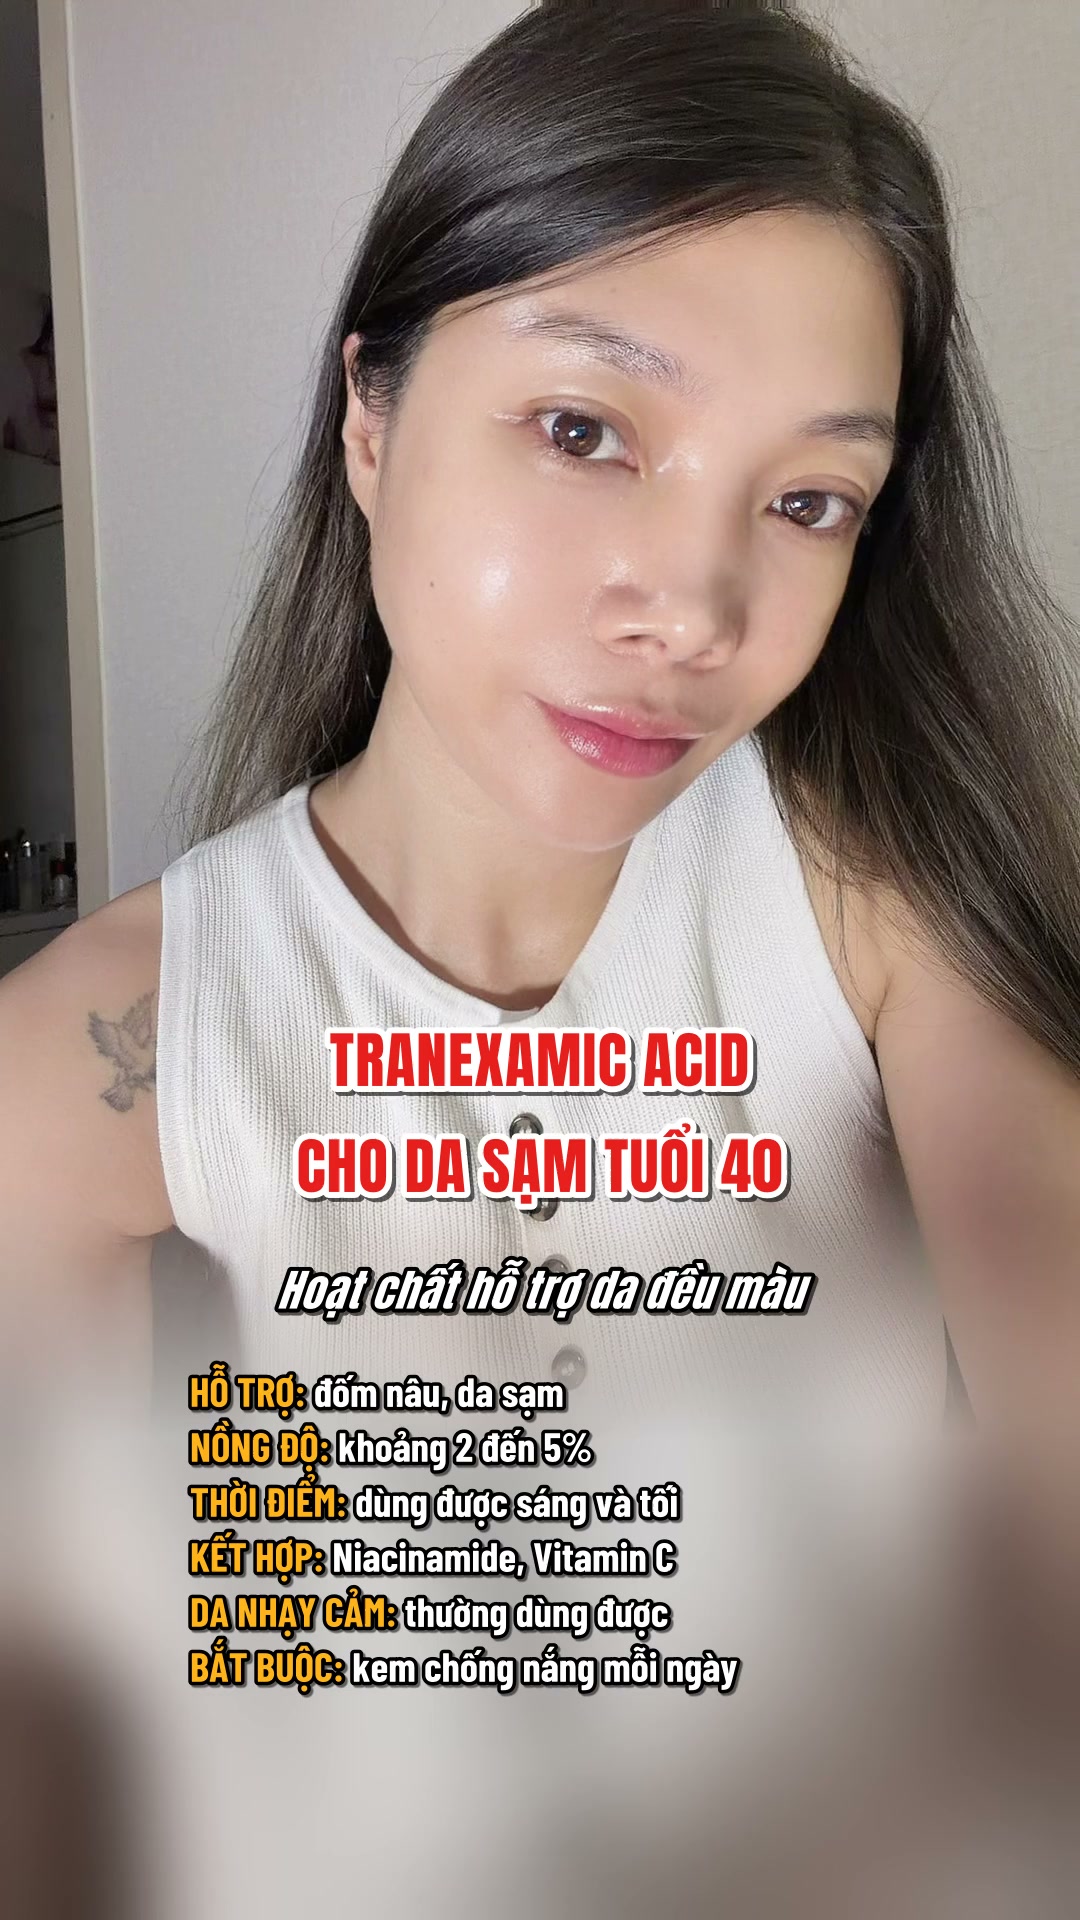 TRANEXAMIC ACID
CHO DA SẠM TUỔI 40
Hoạt chất hỗ trợ da đều màu
HỖ TRỢ: đốm nâu, da sạm
NỒNG ĐỘ: khoảng 2 đến 5%
THỜI ĐIỂM: dùng được sáng và tối
KẾT HỢP: Niacinamide, Vitamin C
DA NHẠY CẢM: thường dùng được
BẮT BUỘC: kem chống nắng mỗi ngày